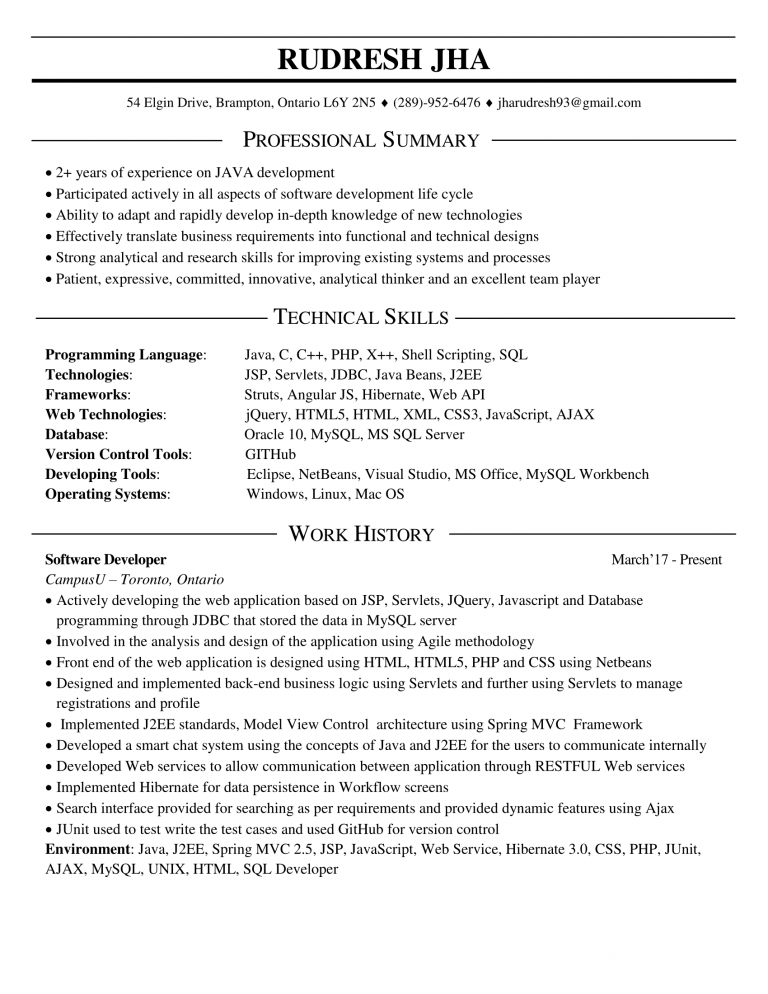 RUDRESH JHA
54 Elgin Drive, Brampton, Ontario L6Y 2N5 ♦ (289)-952-6476 ♦ jharudresh93@gmail.com
PROFESSIONAL SUMMARY
• 2+ years of experience on JAVA development
• Participated actively in all aspects of software development life cycle
• Ability to adapt and rapidly develop in-depth knowledge of new technologies
• Effectively translate business requirements into functional and technical designs
• Strong analytical and research skills for improving existing systems and processes
• Patient, expressive, committed, innovative, analytical thinker and an excellent team player
TECHNICAL SKILLS
Programming Language: Java, C, C++, PHP, X++, Shell Scripting, SQL
Technologies: JSP, Servlets, JDBC, Java Beans, J2EE
Frameworks: Struts, Angular JS, Hibernate, Web API
Web Technologies: jQuery, HTML5, HTML, XML, CSS3, JavaScript, AJAX
Database: Oracle 10, MySQL, MS SQL Server
Version Control Tools: GITHub
Developing Tools: Eclipse, NetBeans, Visual Studio, MS Office, MySQL Workbench
Operating Systems: Windows, Linux, Mac OS
WORK HISTORY
Software Developer March’17 - Present
CampusU – Toronto, Ontario
• Actively developing the web application based on JSP, Servlets, JQuery, Javascript and Database
programming through JDBC that stored the data in MySQL server
• Involved in the analysis and design of the application using Agile methodology
• Front end of the web application is designed using HTML, HTML5, PHP and CSS using Netbeans
• Designed and implemented back-end business logic using Servlets and further using Servlets to manage
registrations and profile
• Implemented J2EE standards, Model View Control architecture using Spring MVC Framework
• Developed a smart chat system using the concepts of Java and J2EE for the users to communicate internally
• Developed Web services to allow communication between application through RESTFUL Web services
• Implemented Hibernate for data persistence in Workflow screens
• Search interface provided for searching as per requirements and provided dynamic features using Ajax
• JUnit used to test write the test cases and used GitHub for version control
Environment: Java, J2EE, Spring MVC 2.5, JSP, JavaScript, Web Service, Hibernate 3.0, CSS, PHP, JUnit,
AJAX, MySQL, UNIX, HTML, SQL Developer